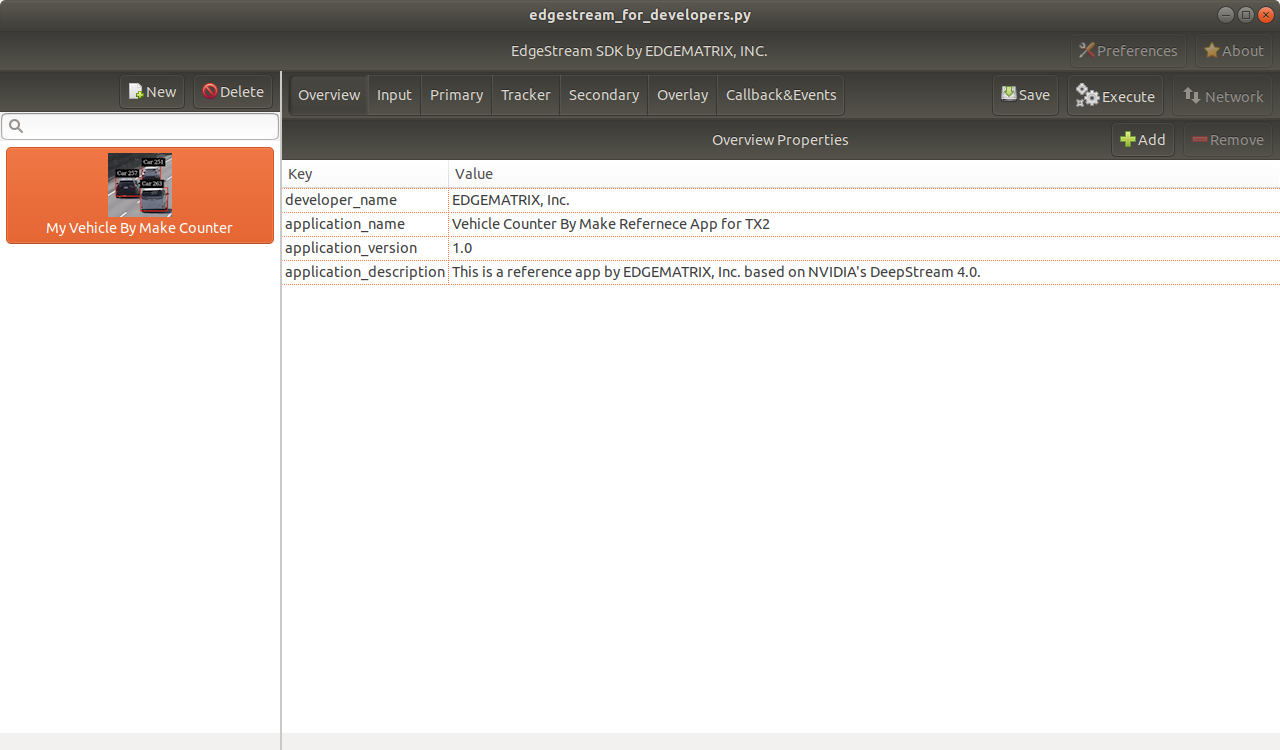 edgestream_for_developers.py
EdgeStream SDK by EDGEMATRIX, INC.
Preferences
About
New
Delete
Overview
Input
Primary
Tracker
Secondary
Overlay
Callback&Events
Save
Execute
Network
Overview Properties
Add
Remove
Car 251
Car 257
Car 263
My Vehicle By Make Counter
Key Value
developer_name EDGEMATRIX, Inc.
application_name Vehicle Counter By Make Refernece App for TX2
application_version 1.0
application_description This is a reference app by EDGEMATRIX, Inc. based on NVIDIA's DeepStream 4.0.